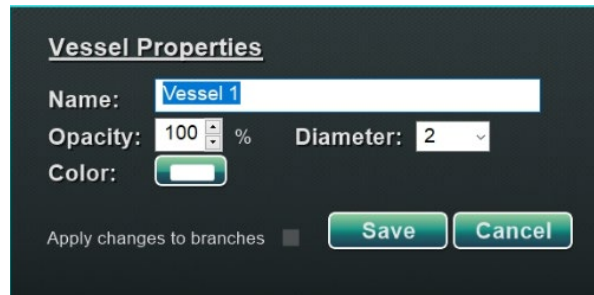 Vessel Properties
Name: Vessel 1
Opacity: 100 % Diameter: 2
Color:
Apply changes to branches Save Cancel